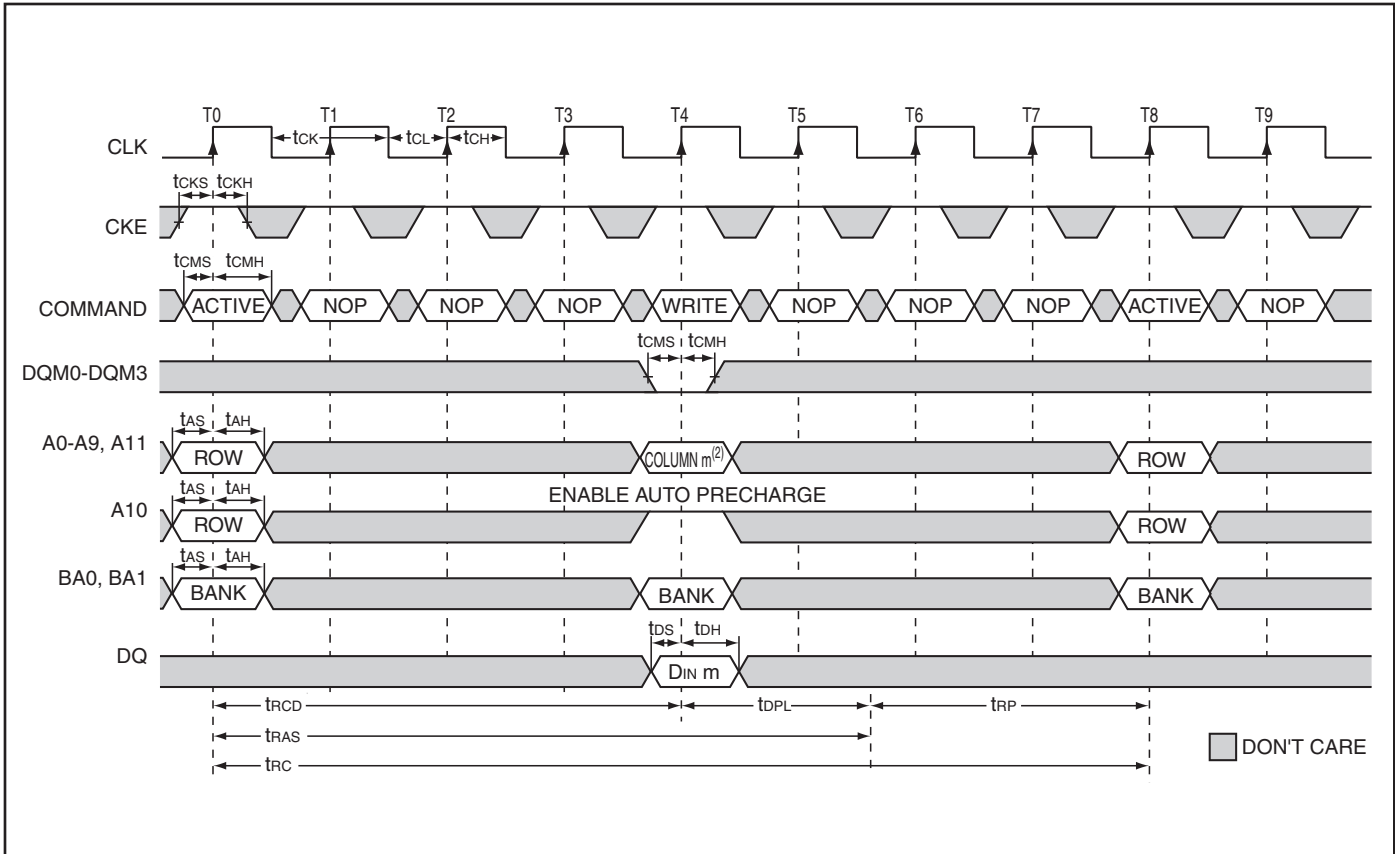 T0 T1 T2 T3 T4 T5 T6 T7 T8 T9
CLK tCK tCL tCH
tCKS tCKH
CKE
tCMS tCMH
COMMAND ACTIVE NOP NOP NOP WRITE NOP NOP NOP ACTIVE NOP
tCMS tCMH
DQM0-DQM3
tAS tAH
A0-A9, A11 ROW COLUMN m(2) ROW
tAS tAH ENABLE AUTO PRECHARGE
A10 ROW ROW
tAS tAH
BA0, BA1 BANK BANK BANK
tDS tDH
DQ DIN m
tRCD tDPL tRP
tRAS
DON'T CARE
tRC